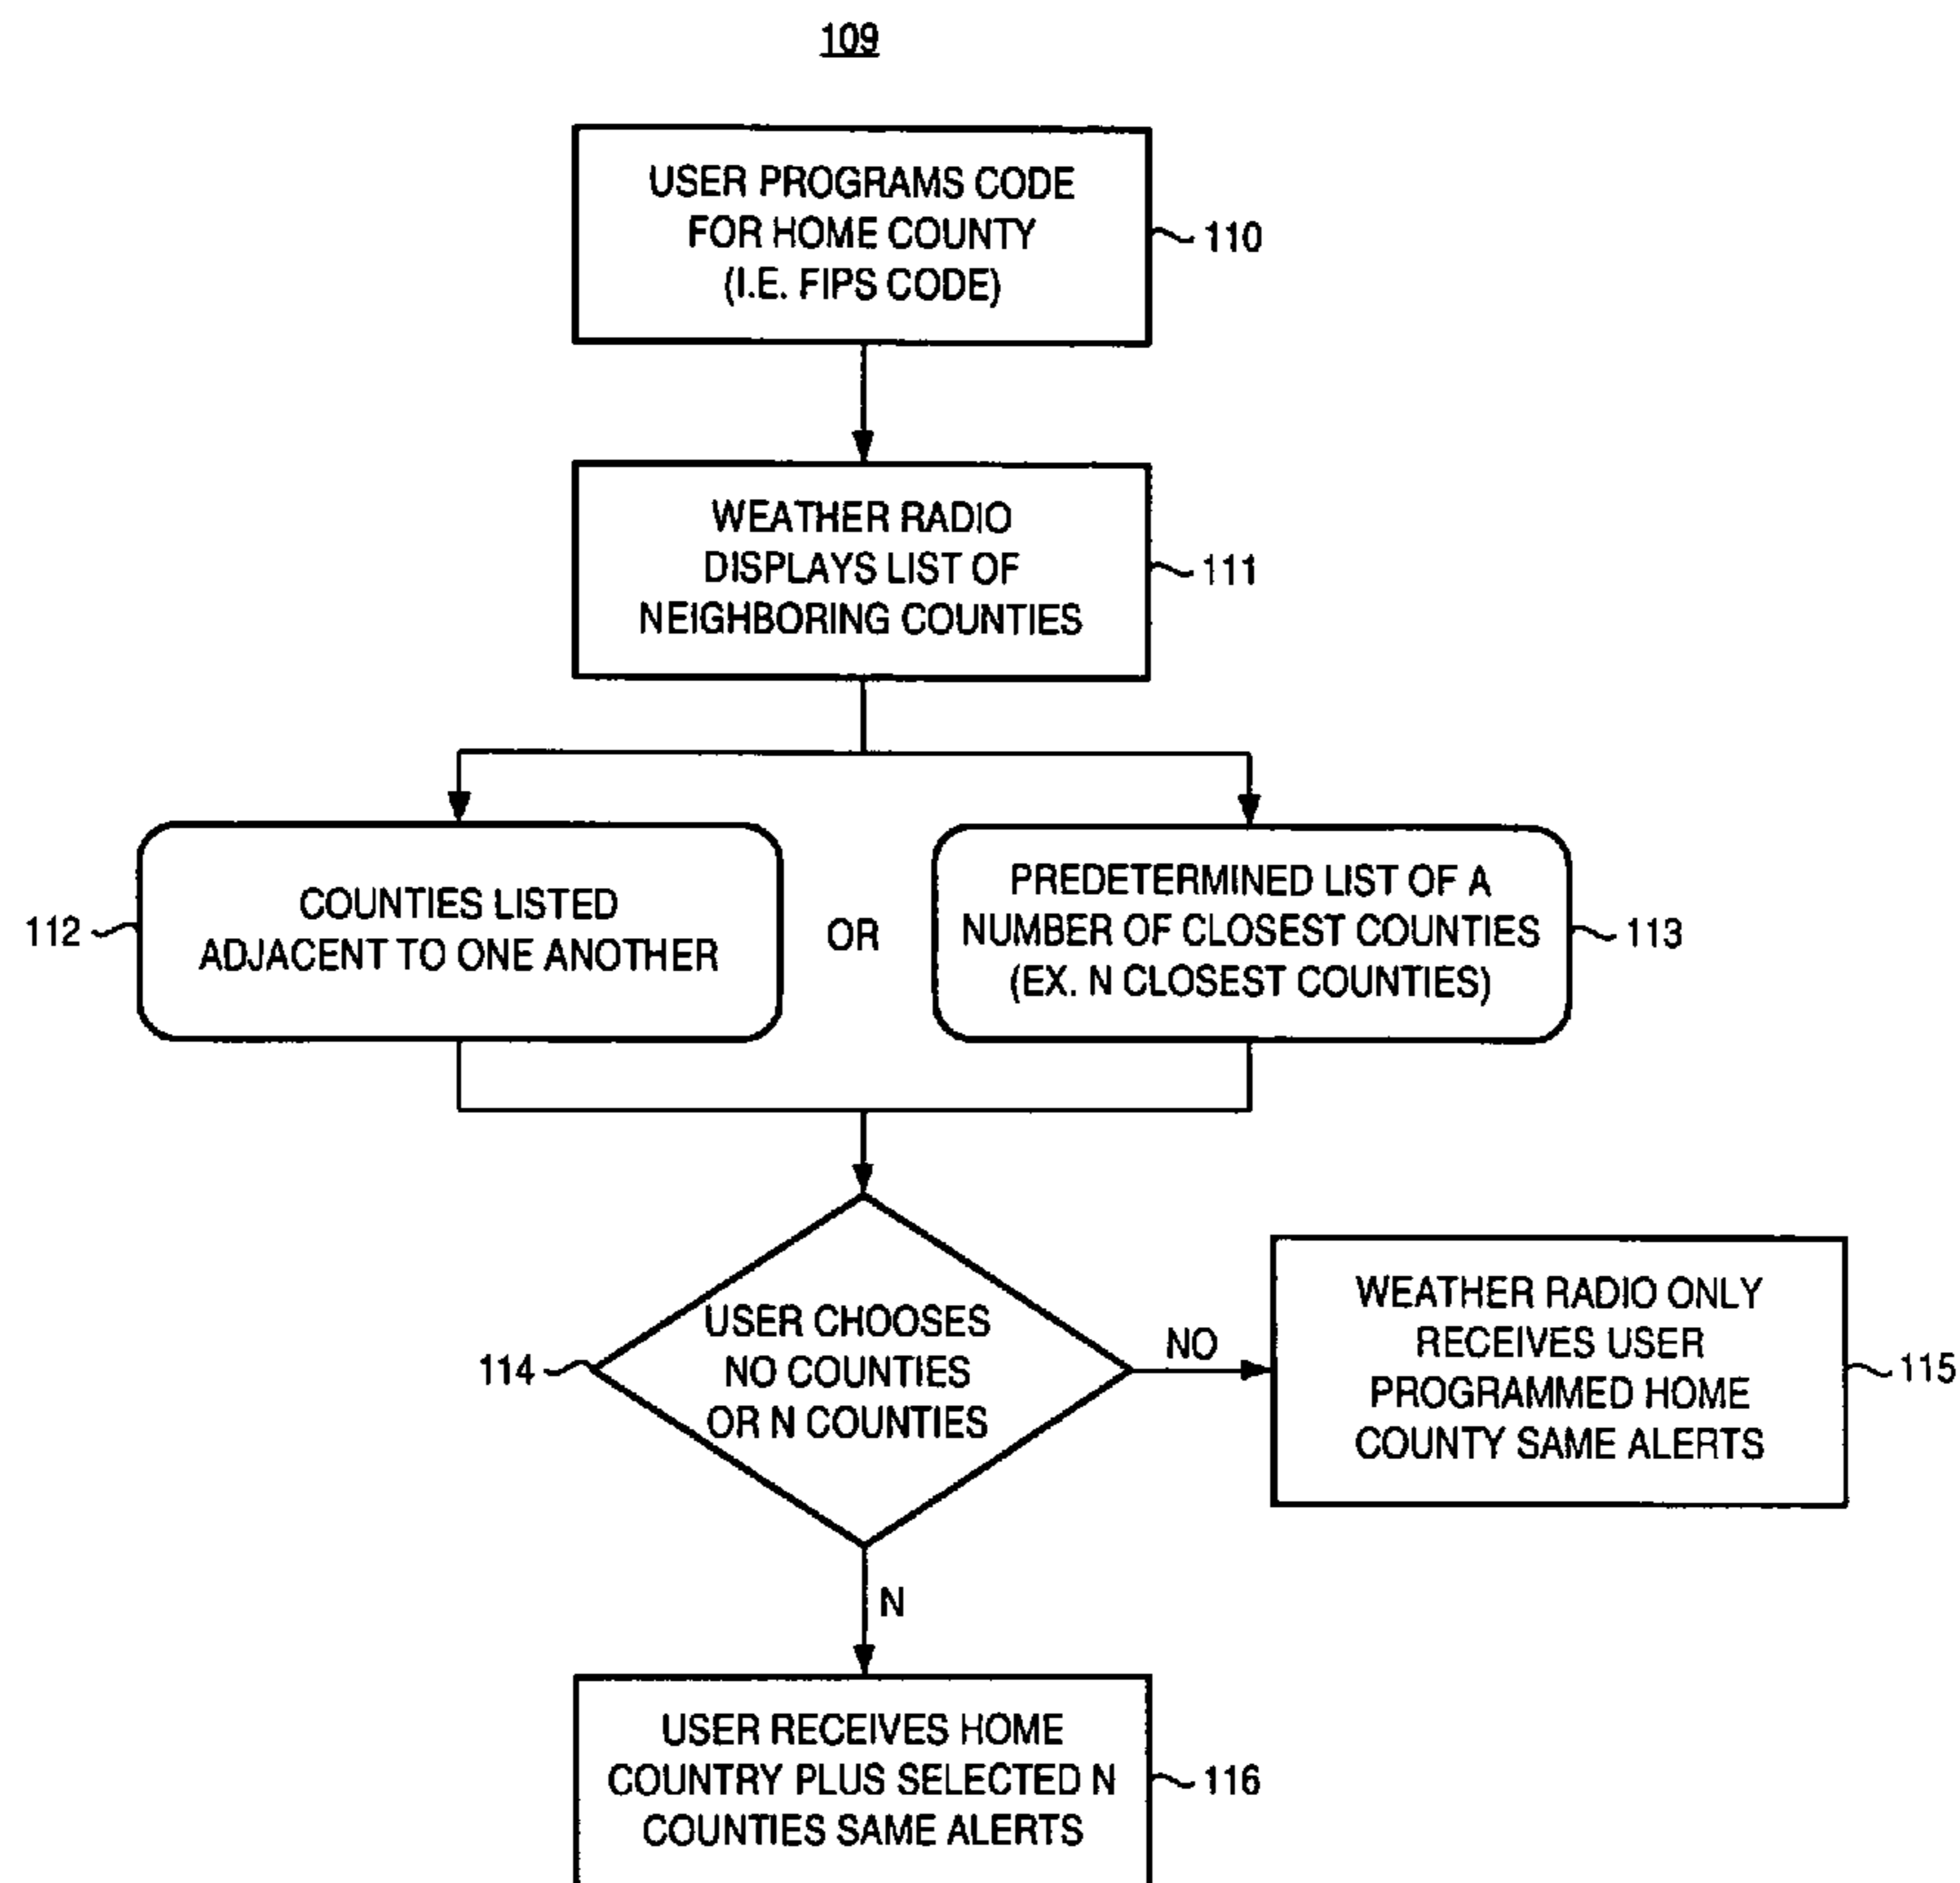 109
USER PROGRAMS CODE
FOR HOME COUNTY
(I.E. FIPS CODE)
110
WEATHER RADIO
DISPLAYS LIST OF
NEIGHBORING COUNTIES
111
112
COUNTIES LISTED
ADJACENT TO ONE ANOTHER
OR
PREDETERMINED LIST OF A
NUMBER OF CLOSEST COUNTIES
(EX. N CLOSEST COUNTIES)
113
114
USER CHOOSES
NO COUNTIES
OR N COUNTIES
NO
WEATHER RADIO ONLY
RECEIVES USER
PROGRAMMED HOME
COUNTY SAME ALERTS
115
N
USER RECEIVES HOME
COUNTRY PLUS SELECTED N
COUNTIES SAME ALERTS
116